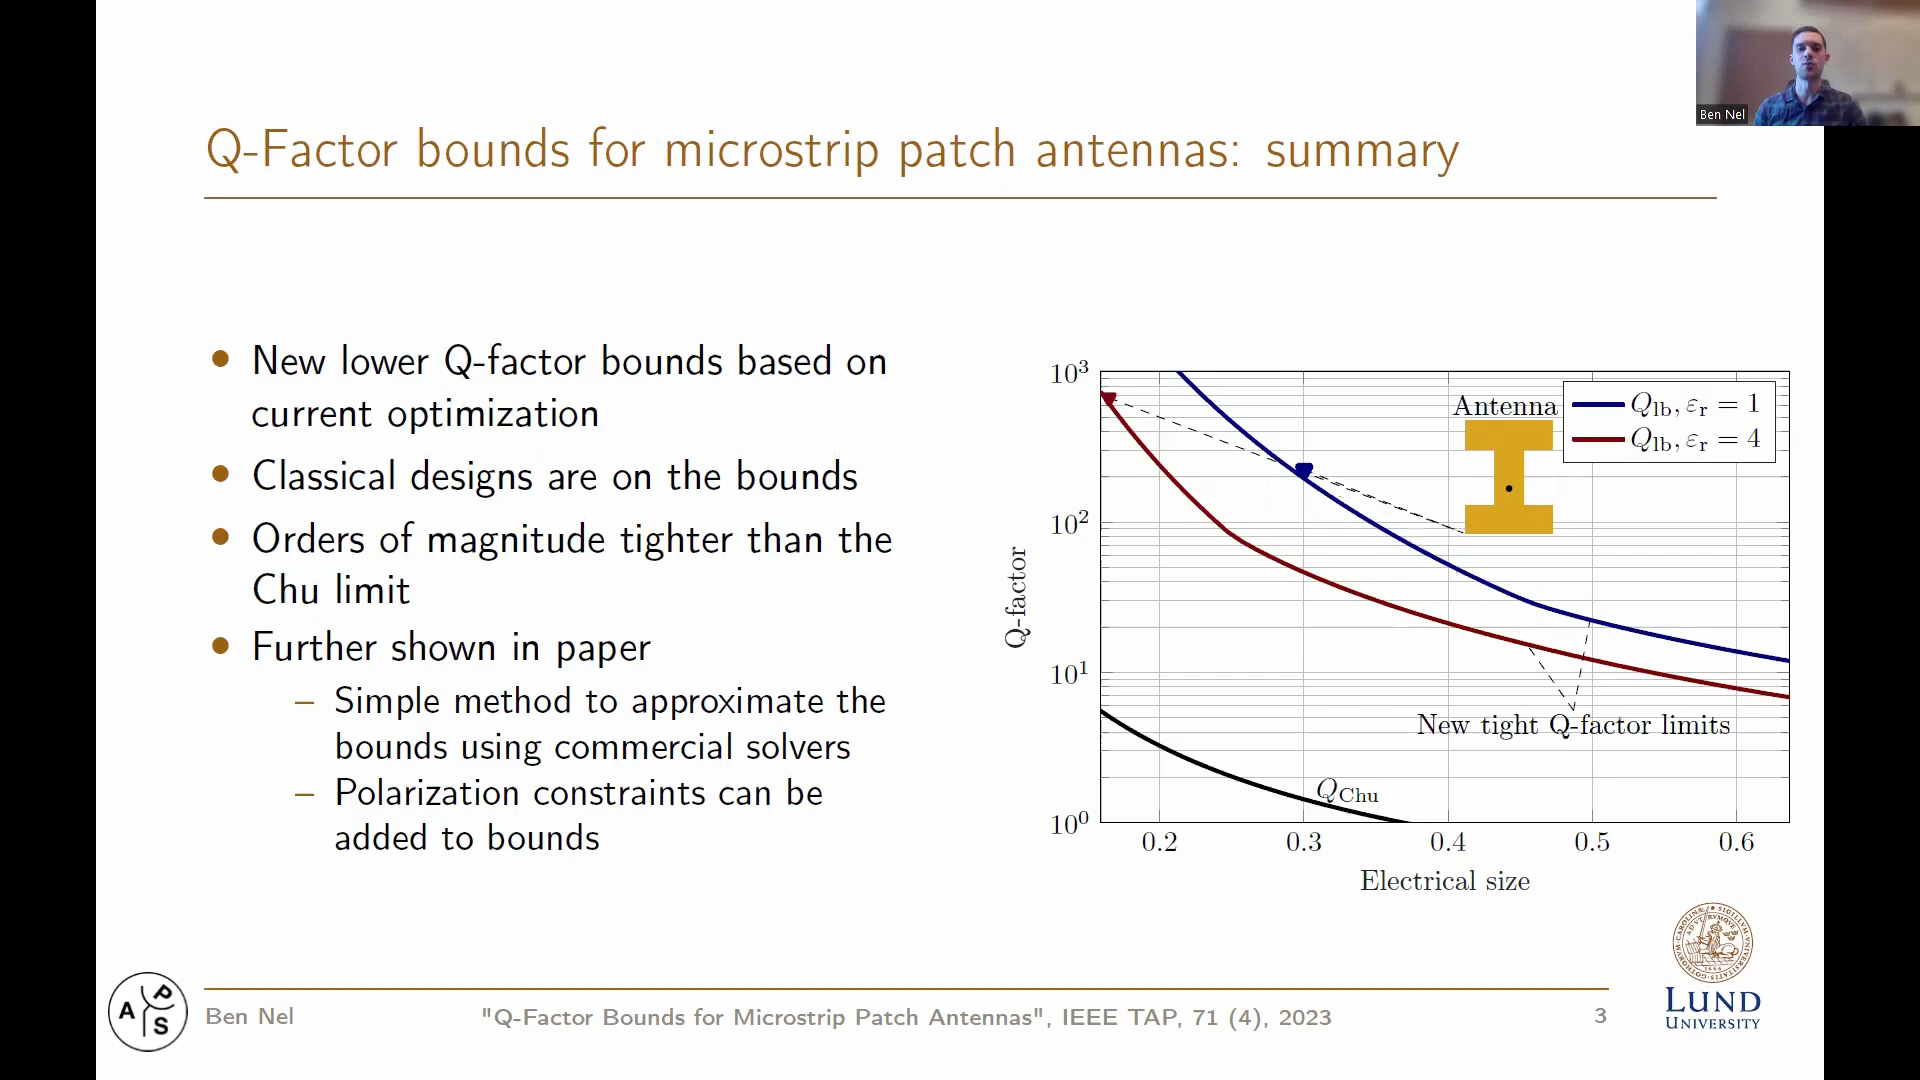 Ben Nel
Q-Factor bounds for microstrip patch antennas: summary
• New lower Q-factor bounds based on
current optimization
• Classical designs are on the bounds
• Orders of magnitude tighter than the
Chu limit
• Further shown in paper
– Simple method to approximate the
bounds using commercial solvers
– Polarization constraints can be
added to bounds
10³
10²
10¹
10⁰
Q-factor
Antenna
Q_lb, ε_r = 1
Q_lb, ε_r = 4
New tight Q-factor limits
Q_Chu
0.2 0.3 0.4 0.5 0.6
Electrical size
A P S
Ben Nel "Q-Factor Bounds for Microstrip Patch Antennas", IEEE TAP, 71 (4), 2023 3
LUND
UNIVERSITY